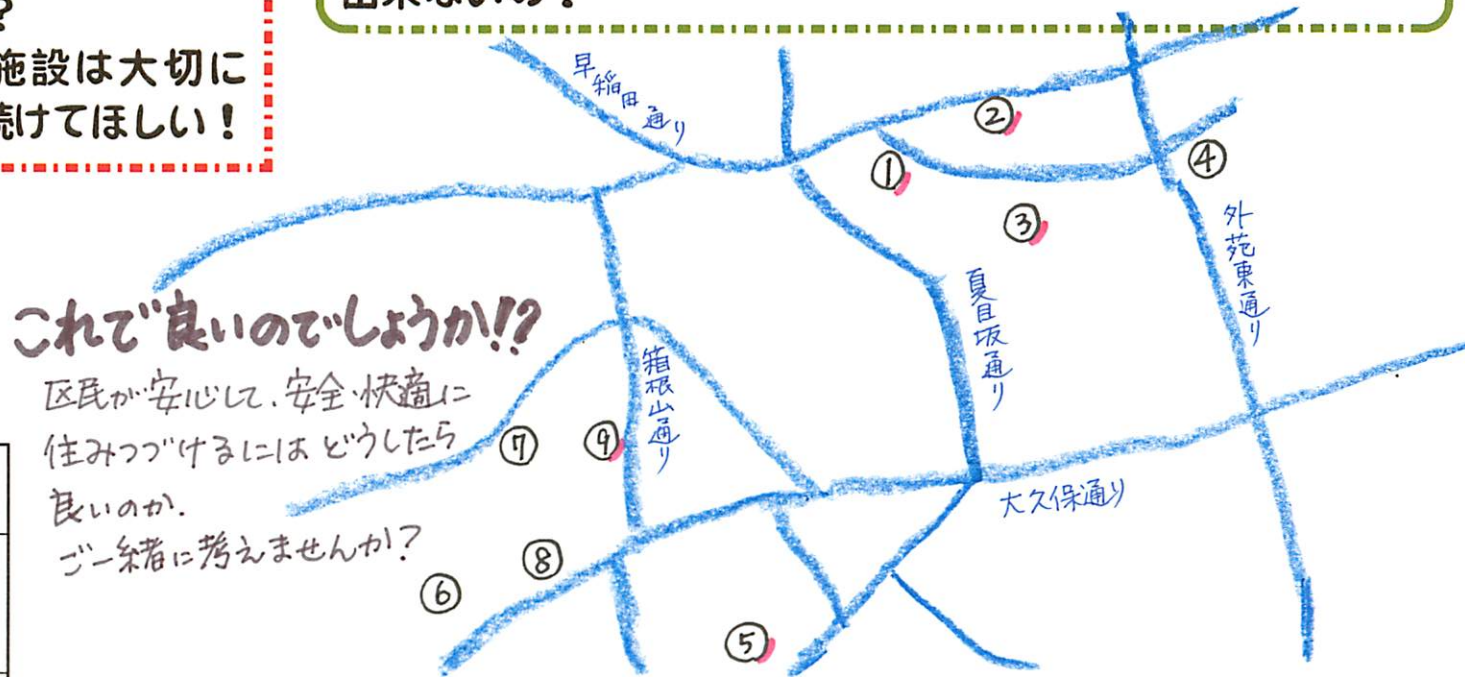 ?
施設は大切に
続けてほしい！
出来ないの？
早稲田通り
②
①
④
③
外苑東通り
夏目坂通り
これで良いのでしょうか!!?
区民が安心して、安全・快適に
住みつづけるには どうしたら
良いのか.
ご一緒に考えませんか?
箱根山通り
⑦
⑨
大久保通り
⑧
⑥
⑤